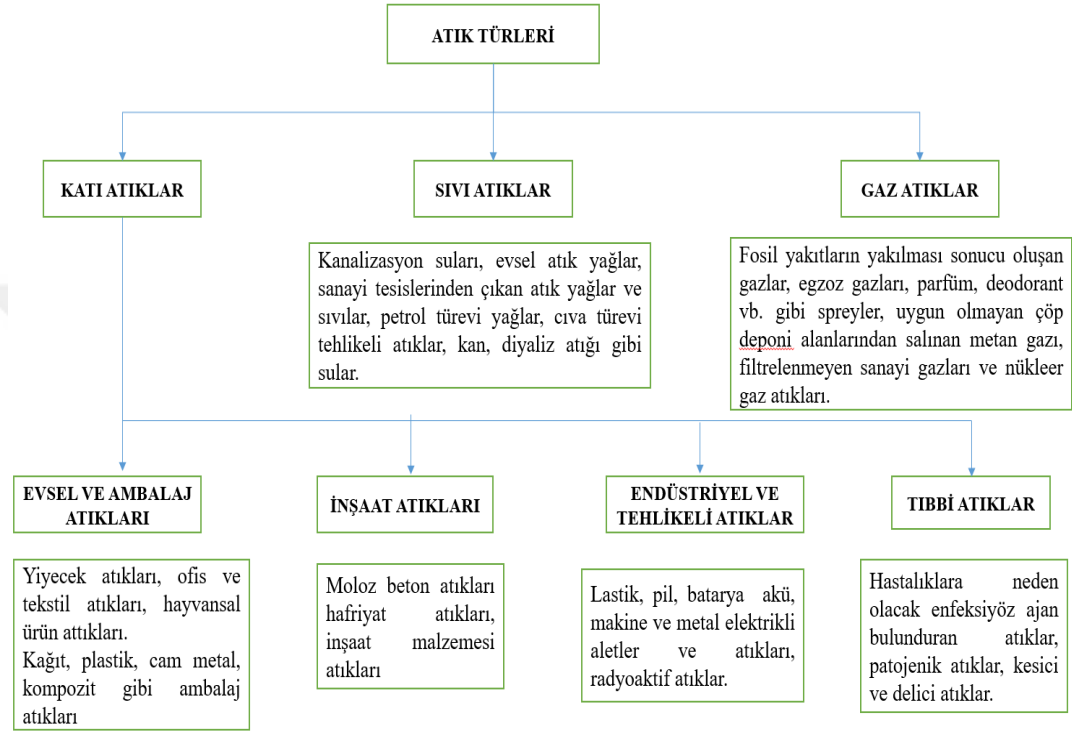 ATIK TÜRLERİ
KATI ATIKLAR
SIVI ATIKLAR
GAZ ATIKLAR
Kanalizasyon suları, evsel atık yağlar,
sanayi tesislerinden çıkan atık yağlar ve
sıvılar, petrol türevi yağlar, cıva türevi
tehlikeli atıklar, kan, diyaliz atığı gibi
sular.
Fosil yakıtların yakılması sonucu oluşan
gazlar, egzoz gazları, parfüm, deodorant
vb. gibi spreyler, uygun olmayan çöp
deponi alanlarından salınan metan gazı,
filtrelenmeyen sanayi gazları ve nükleer
gaz atıkları.
EVSEL VE AMBALAJ
ATIKLARI
İNŞAAT ATIKLARI
ENDÜSTRİYEL VE
TEHLİKELİ ATIKLAR
TIBBİ ATIKLAR
Yiyecek atıkları, ofis ve
tekstil atıkları, hayvansal
ürün attıkları.
Kağıt, plastik, cam metal,
kompozit gibi ambalaj
atıkları
Moloz beton atıkları
hafriyat atıkları,
inşaat malzemesi
atıkları
Lastik, pil, batarya akü,
makine ve metal elektrikli
aletler ve atıkları,
radyoaktif atıklar.
Hastalıklara neden
olacak enfeksiyöz ajan
bulunduran atıklar,
patojenik atıklar, kesici
ve delici atıklar.